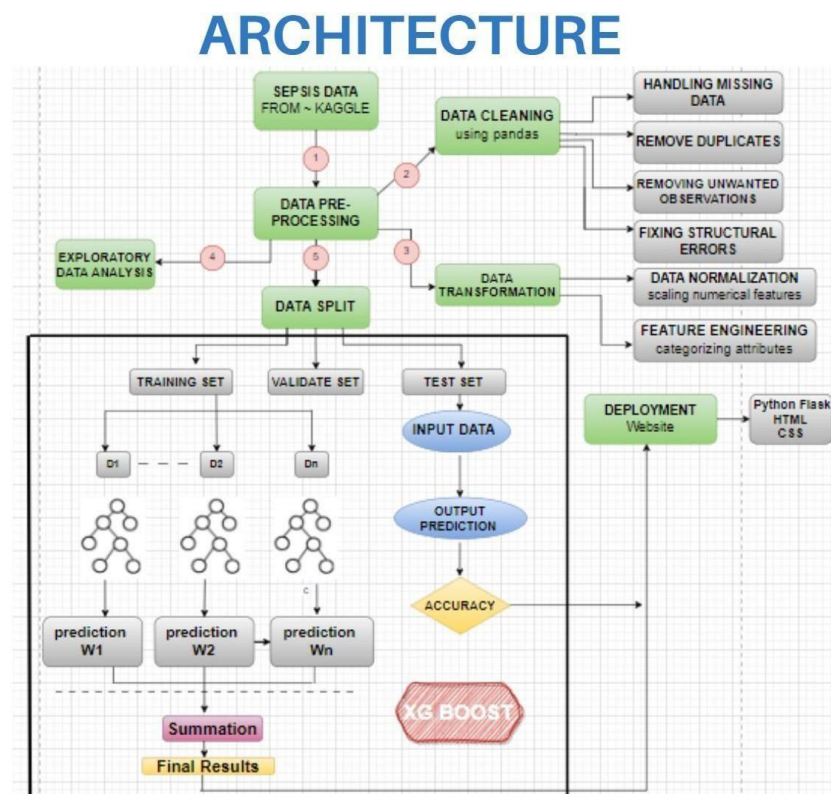 ARCHITECTURE
SEPSIS DATA
FROM ~ KAGGLE
1
DATA CLEANING
using pandas
HANDLING MISSING
DATA
REMOVE DUPLICATES
REMOVING UNWANTED
OBSERVATIONS
FIXING STRUCTURAL
ERRORS
2
DATA PRE-
PROCESSING
3
DATA
TRANSFORMATION
DATA NORMALIZATION
scaling numerical features
FEATURE ENGINEERING
categorizing attributes
4
EXPLORATORY
DATA ANALYSIS
5
DATA SPLIT
TRAINING SET
VALIDATE SET
TEST SET
INPUT DATA
OUTPUT
PREDICTION
ACCURACY
DEPLOYMENT
Website
Python Flask
HTML
CSS
D1
D2
Dn
c
prediction
W1
prediction
W2
prediction
Wn
XG BOOST
Summation
Final Results